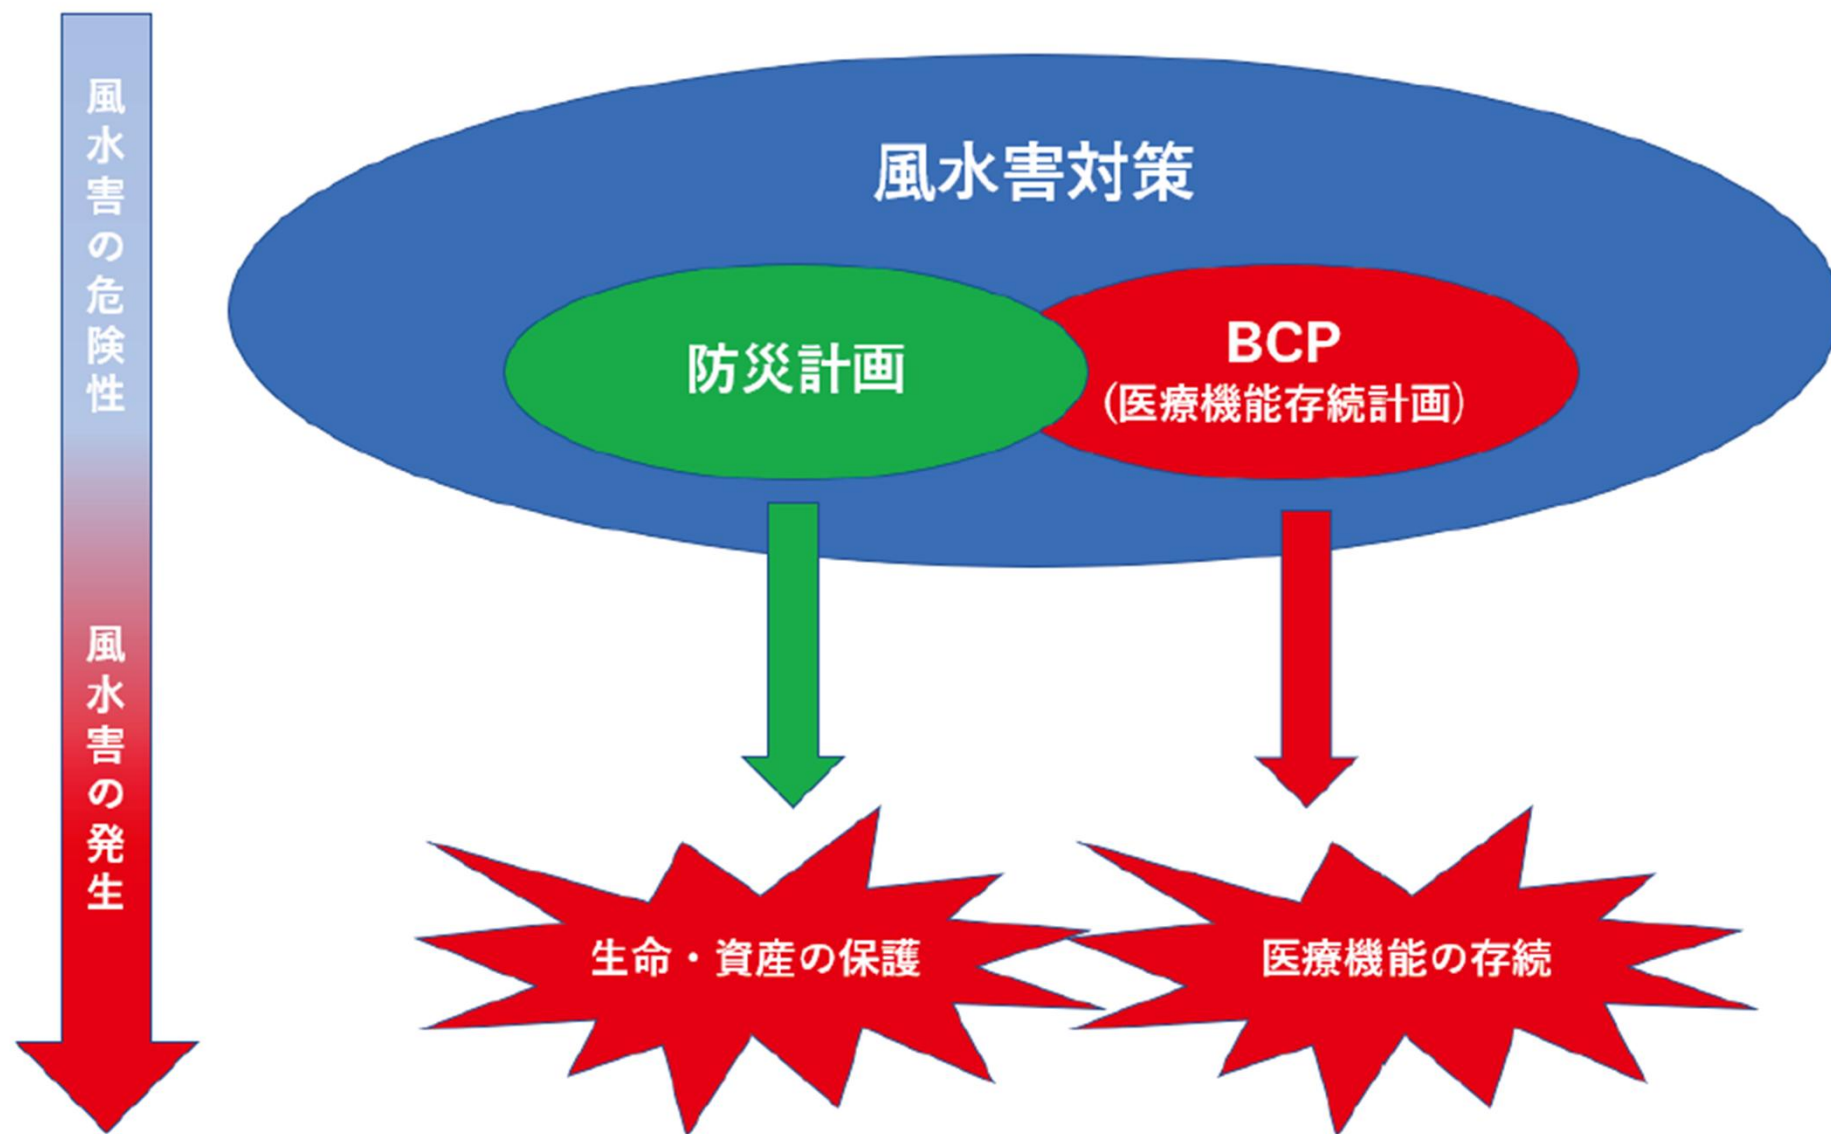 風水害の危険性
風水害の発生
風水害対策
防災計画
BCP
(医療機能存続計画)
生命・資産の保護
医療機能の存続